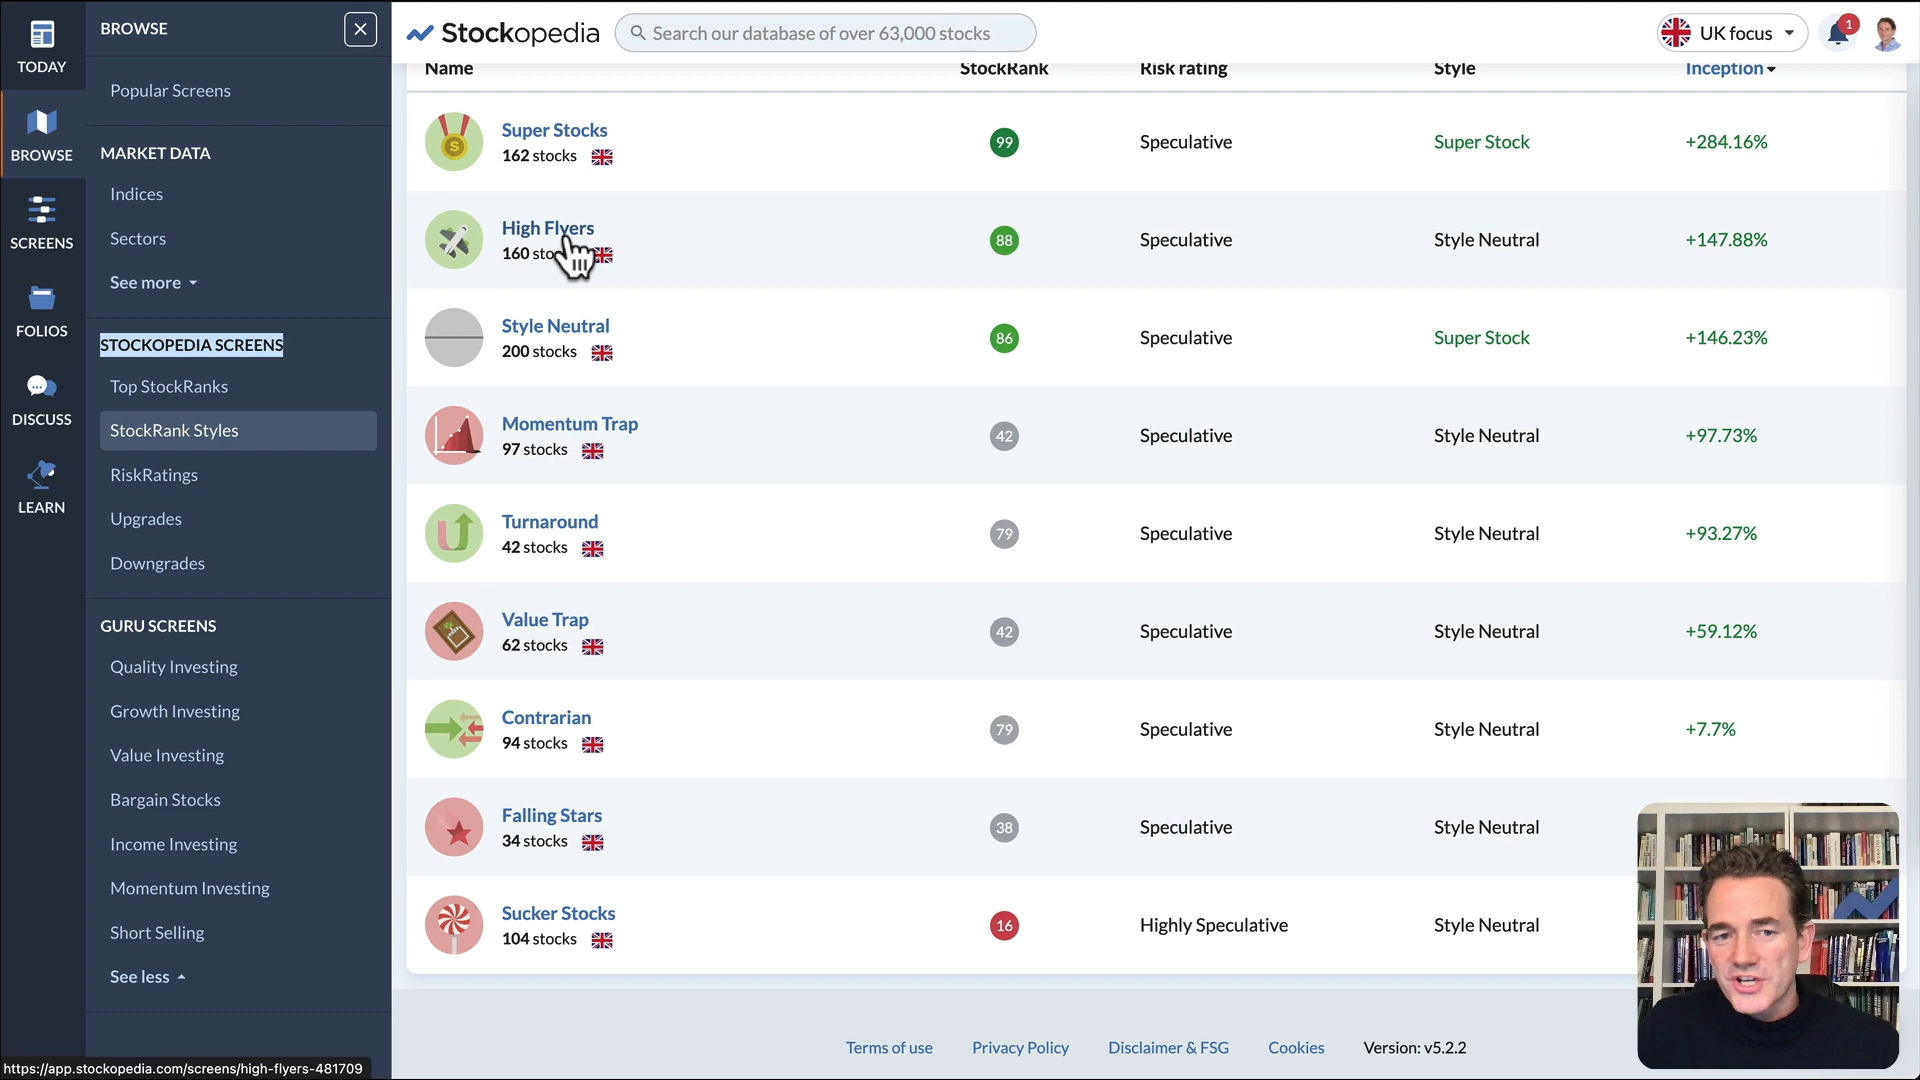 TODAY
BROWSE
SCREENS
FOLIOS
DISCUSS
LEARN
BROWSE
Popular Screens
MARKET DATA
Indices
Sectors
See more
STOCKOPEDIA SCREENS
Top StockRanks
StockRank Styles
RiskRatings
Upgrades
Downgrades
GURU SCREENS
Quality Investing
Growth Investing
Value Investing
Bargain Stocks
Income Investing
Momentum Investing
Short Selling
See less
https://app.stockopedia.com/screens/high-flyers-481709
Stockopedia
Search our database of over 63,000 stocks
UK focus
1
Name StockRank Risk rating Style Inception
Super Stocks
162 stocks
99 Speculative Super Stock +284.16%
High Flyers
160 sto
88 Speculative Style Neutral +147.88%
Style Neutral
200 stocks
86 Speculative Super Stock +146.23%
Momentum Trap
97 stocks
42 Speculative Style Neutral +97.73%
Turnaround
42 stocks
79 Speculative Style Neutral +93.27%
Value Trap
62 stocks
42 Speculative Style Neutral +59.12%
Contrarian
94 stocks
79 Speculative Style Neutral +7.7%
Falling Stars
34 stocks
38 Speculative Style Neutral
Sucker Stocks
104 stocks
16 Highly Speculative Style Neutral
Terms of use Privacy Policy Disclaimer & FSG Cookies Version: v5.2.2